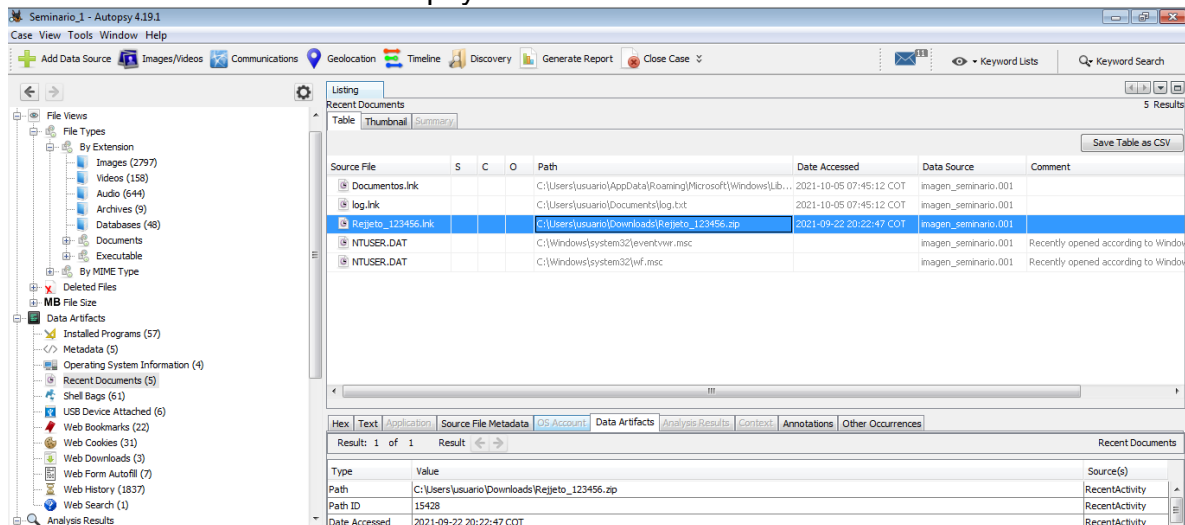 Seminario_1 - Autopsy 4.19.1
Case View Tools Window Help
Add Data Source Images/Videos Communications Geolocation Timeline Discovery Generate Report Close Case 11 Keyword Lists Keyword Search
File Views
File Types
By Extension
Images (2797)
Videos (158)
Audio (644)
Archives (9)
Databases (48)
Documents
Executable
By MIME Type
Deleted Files
MB File Size
Data Artifacts
Installed Programs (57)
Metadata (5)
Operating System Information (4)
Recent Documents (5)
Shell Bags (61)
USB Device Attached (6)
Web Bookmarks (22)
Web Cookies (31)
Web Downloads (3)
Web Form Autofill (7)
Web History (1837)
Web Search (1)
Analysis Results
Listing
Recent Documents 5 Results
Table Thumbnail Summary
Save Table as CSV
Source File S C O Path Date Accessed Data Source Comment
Documentos.lnk C:\Users\usuario\AppData\Roaming\Microsoft\Windows\Lib... 2021-10-05 07:45:12 COT imagen_seminario.001
log.lnk C:\Users\usuario\Documents\log.txt 2021-10-05 07:45:12 COT imagen_seminario.001
Rejjeto_123456.lnk C:\Users\usuario\Downloads\Rejjeto_123456.zip 2021-09-22 20:22:47 COT imagen_seminario.001
NTUSER.DAT C:\Windows\system32\eventvwr.msc imagen_seminario.001 Recently opened according to Window
NTUSER.DAT C:\Windows\system32\wf.msc imagen_seminario.001 Recently opened according to Window
Hex Text Application Source File Metadata OS Account Data Artifacts Analysis Results Context Annotations Other Occurrences
Result: 1 of 1 Result Recent Documents
Type Value Source(s)
Path C:\Users\usuario\Downloads\Rejjeto_123456.zip RecentActivity
Path ID 15428 RecentActivity
Date Accessed 2021-09-22 20:22:47 COT RecentActivity